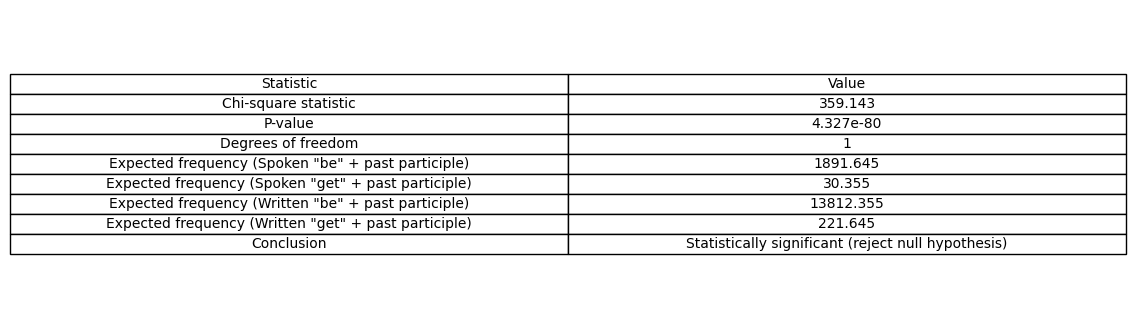 Statistic Value
Chi-square statistic 359.143
P-value 4.327e-80
Degrees of freedom 1
Expected frequency (Spoken "be" + past participle) 1891.645
Expected frequency (Spoken "get" + past participle) 30.355
Expected frequency (Written "be" + past participle) 13812.355
Expected frequency (Written "get" + past participle) 221.645
Conclusion Statistically significant (reject null hypothesis)